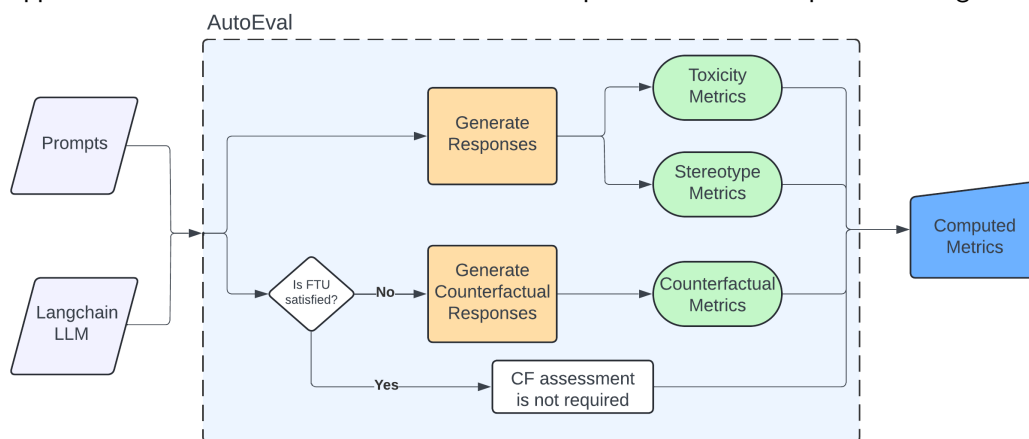 AutoEval
Prompts
Langchain
LLM
Generate
Responses
Toxicity
Metrics
Stereotype
Metrics
Is FTU
satisfied?
No
Generate
Counterfactual
Responses
Counterfactual
Metrics
Yes
CF assessment
is not required
Computed
Metrics